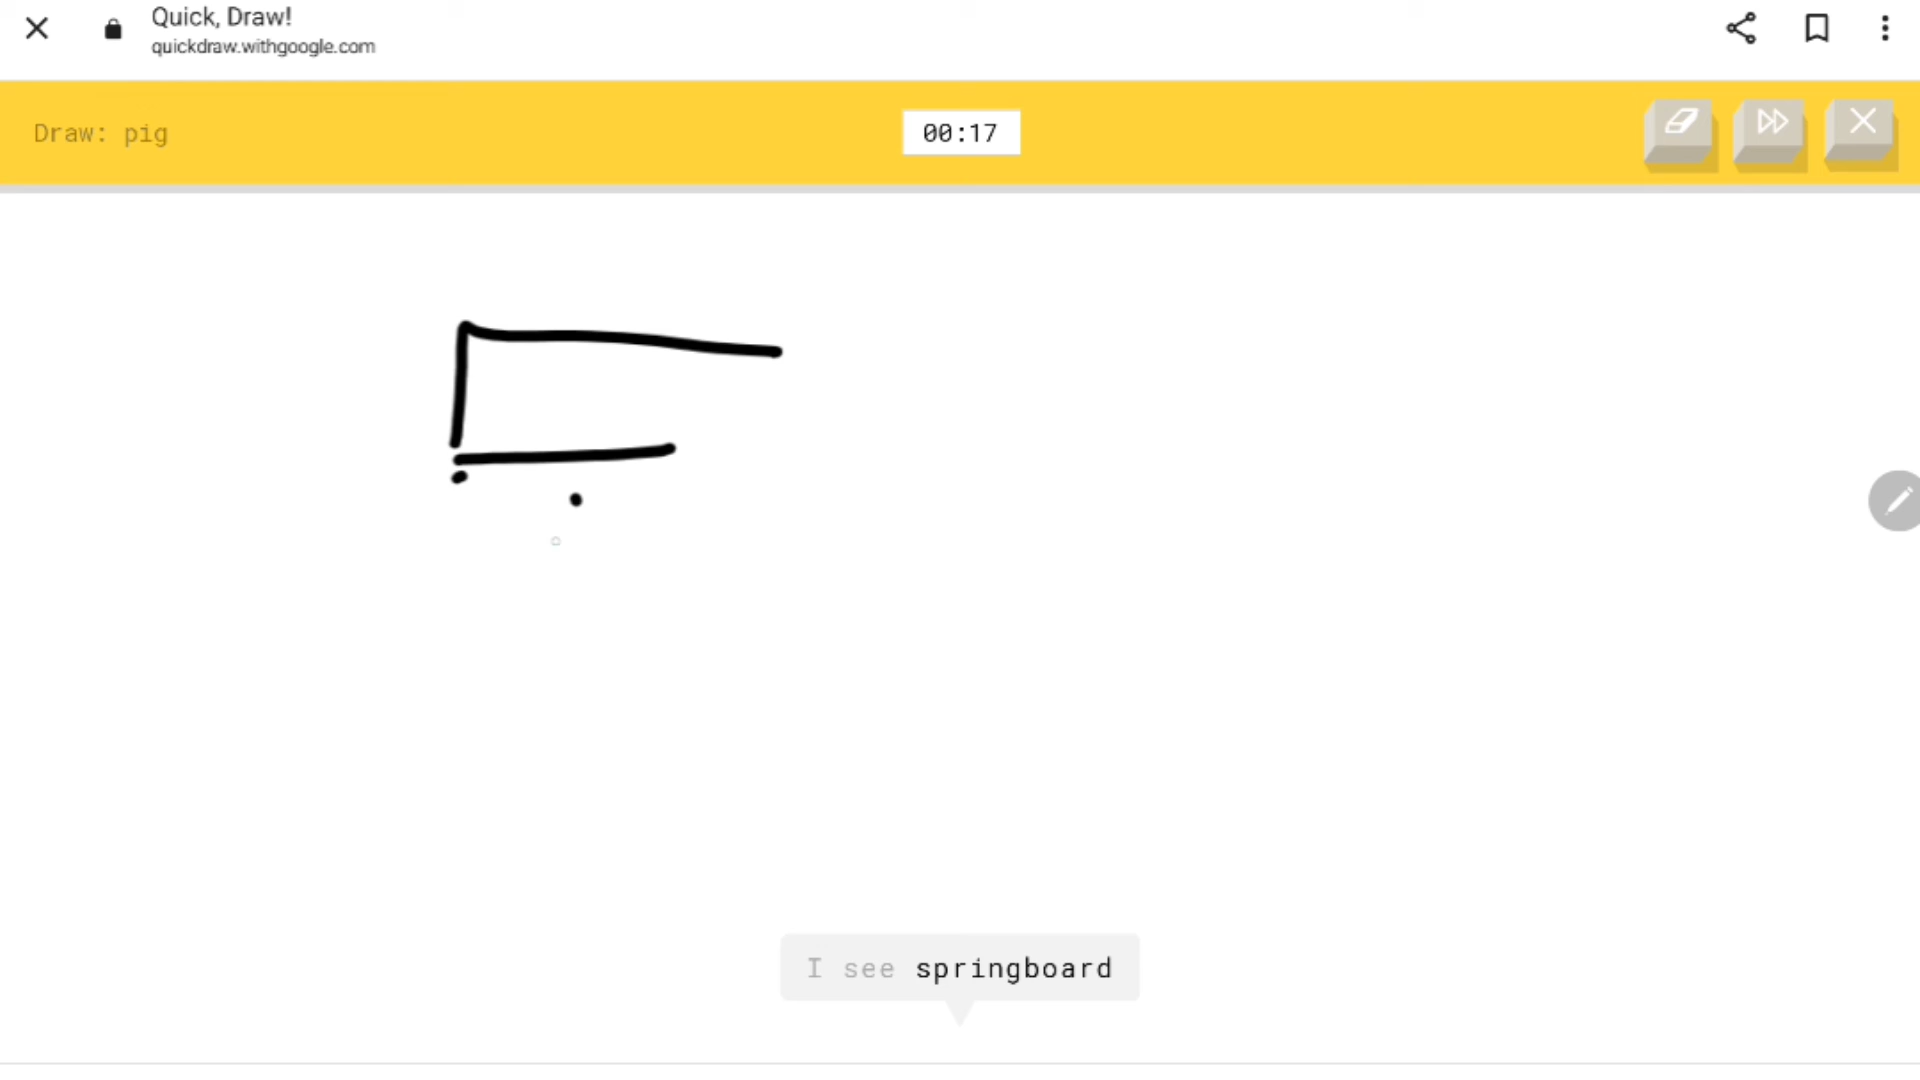 Quick, Draw!
quickdraw.withgoogle.com
Draw: pig
00:17
I see springboard